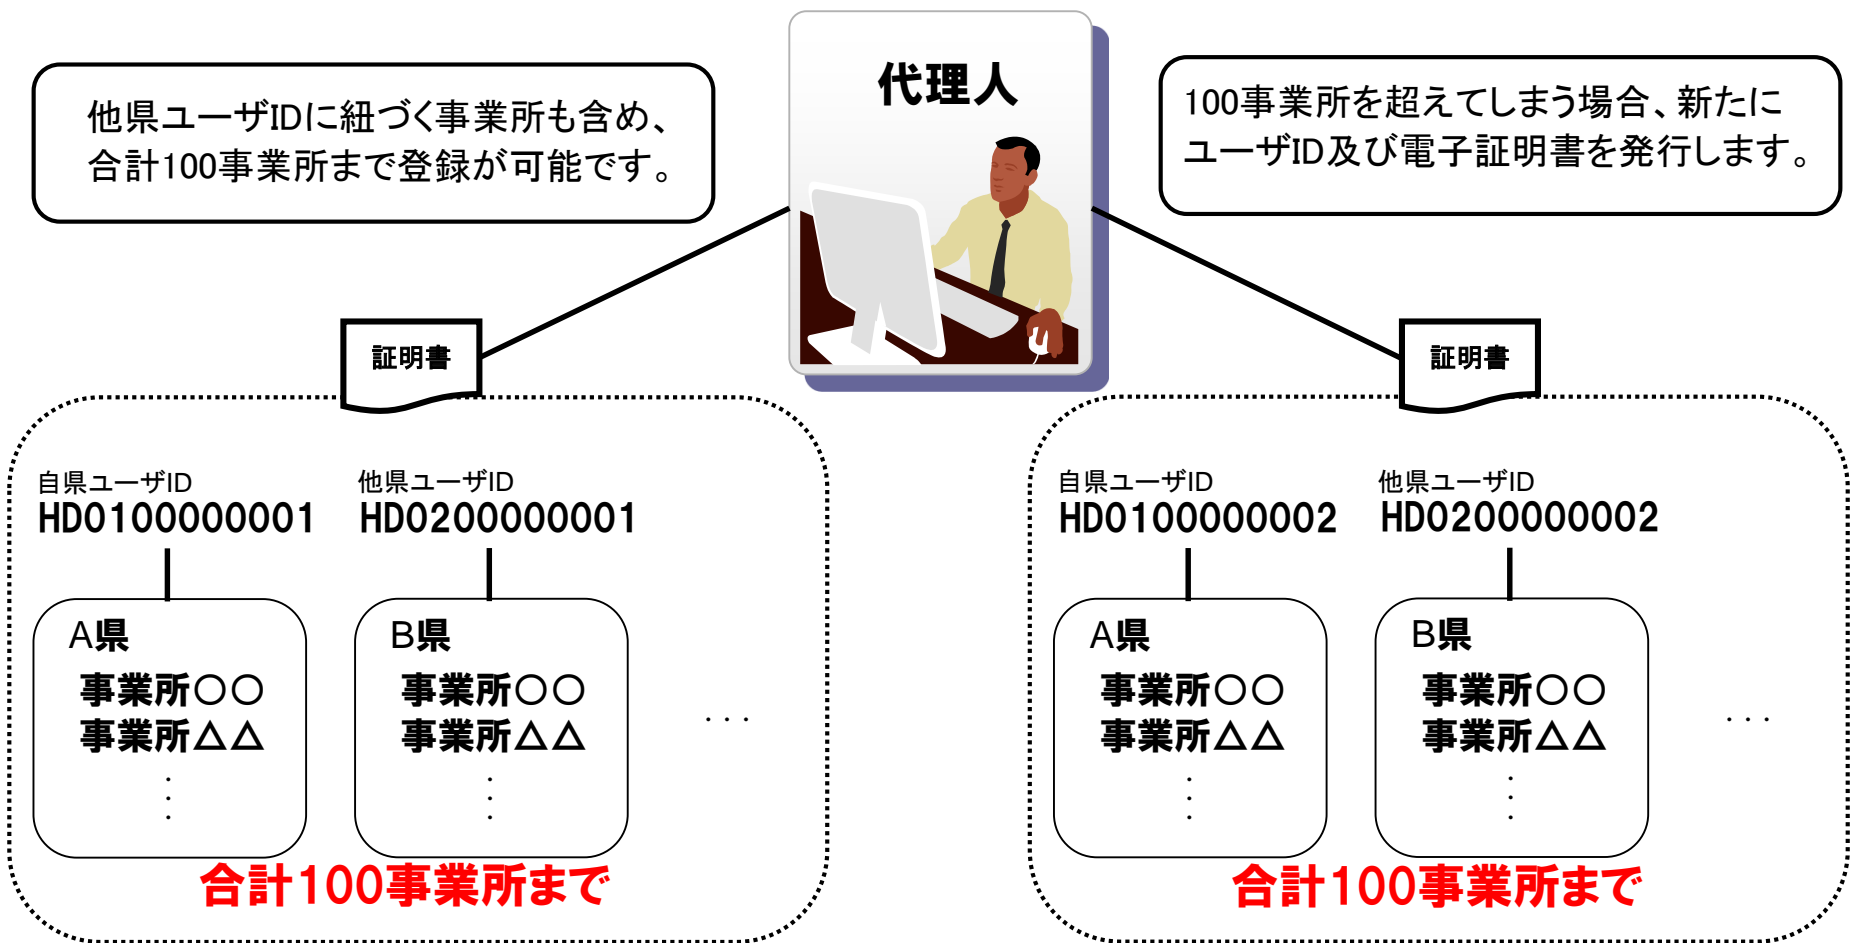 代理人
他県ユーザIDに紐づく事業所も含め、
合計100事業所まで登録が可能です。
100事業所を超えてしまう場合、新たに
ユーザID及び電子証明書を発行します。
証明書
自県ユーザID
HD0100000001
他県ユーザID
HD0200000001
A県
事業所○○
事業所△△
⋮
B県
事業所○○
事業所△△
⋮
・・・
合計100事業所まで
証明書
自県ユーザID
HD0100000002
他県ユーザID
HD0200000002
A県
事業所○○
事業所△△
⋮
B県
事業所○○
事業所△△
⋮
・・・
合計100事業所まで